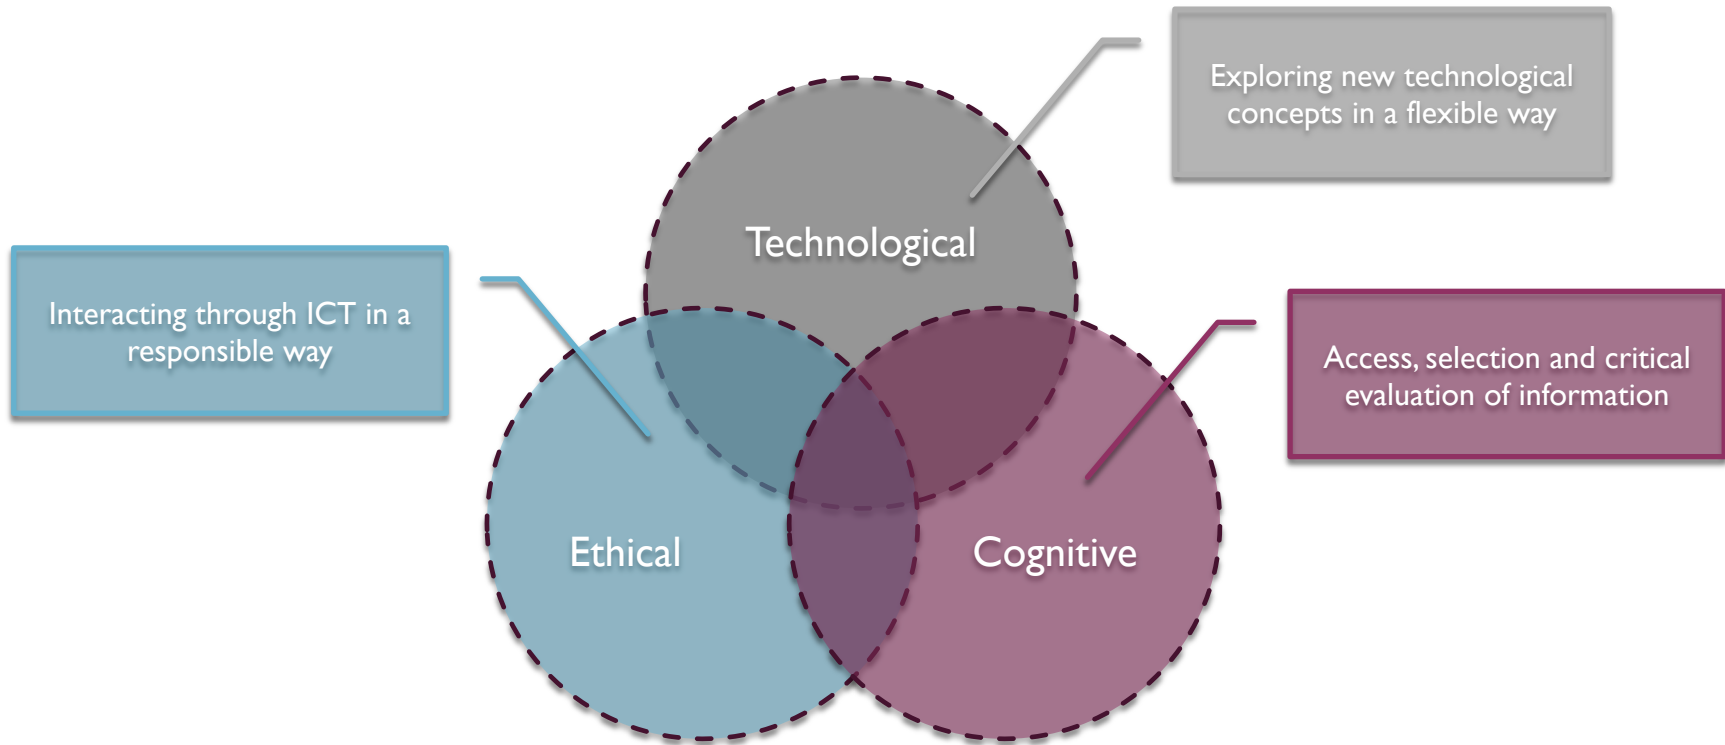 Exploring new technological
concepts in a flexible way
Technological
Interacting through ICT in a
responsible way
Access, selection and critical
evaluation of information
Ethical
Cognitive